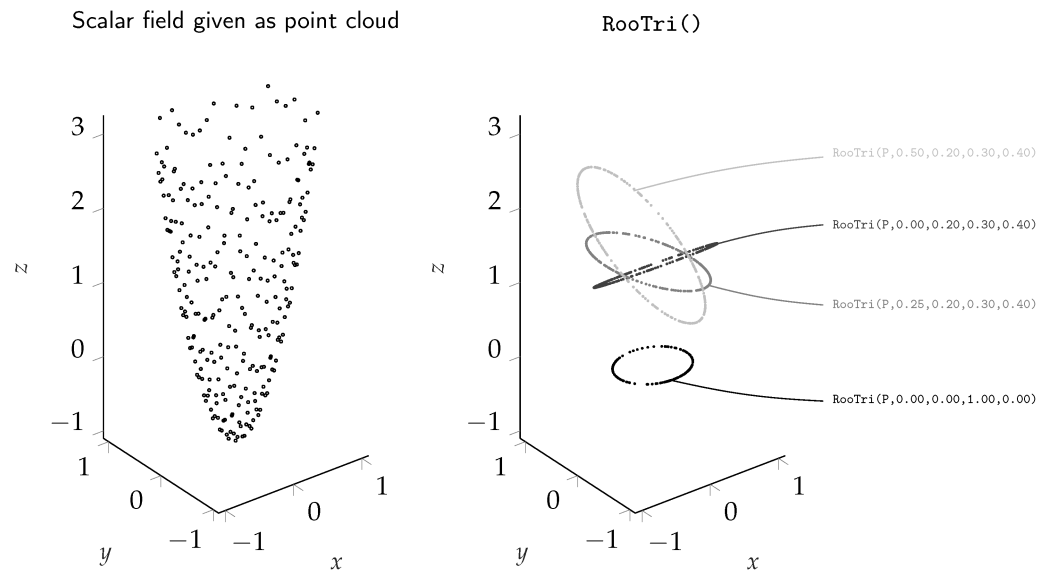 Scalar field given as point cloud
RooTri()
3
2
1
0
−1
z
1
0
−1
y
−1
0
1
x
3
2
1
0
−1
z
1
0
−1
y
−1
0
1
x
RooTri(P,0.50,0.20,0.30,0.40)
RooTri(P,0.00,0.20,0.30,0.40)
RooTri(P,0.25,0.20,0.30,0.40)
RooTri(P,0.00,0.00,1.00,0.00)